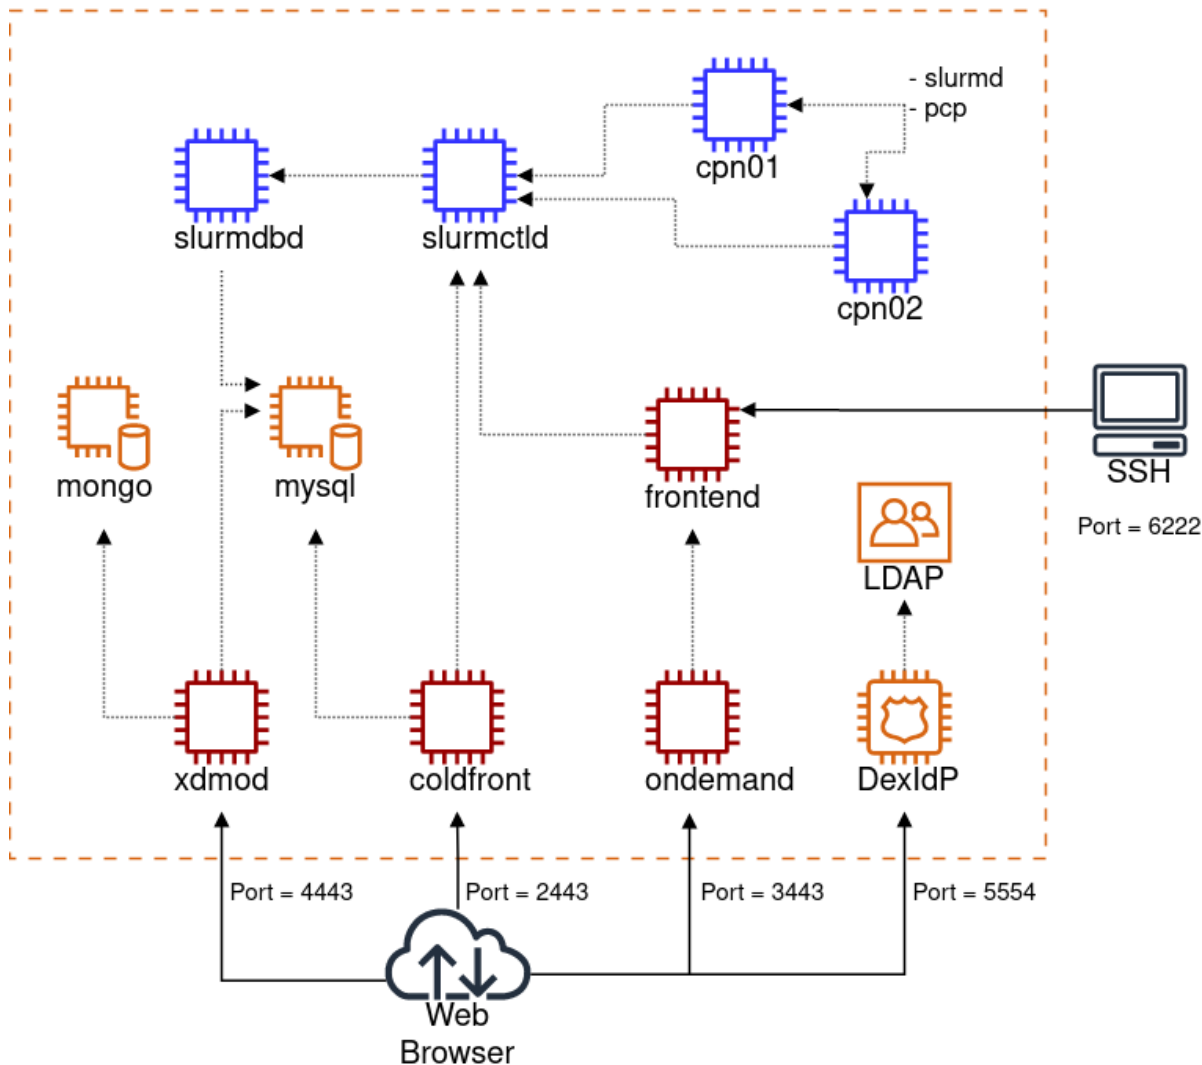 - slurmd
- pcp
cpn01
slurmdbd
slurmctld
cpn02
SSH
mongo
mysql
frontend
Port = 6222
LDAP
xdmod
coldfront
ondemand
DexIdP
Port = 4443
Port = 2443
Port = 3443
Port = 5554
Web
Browser